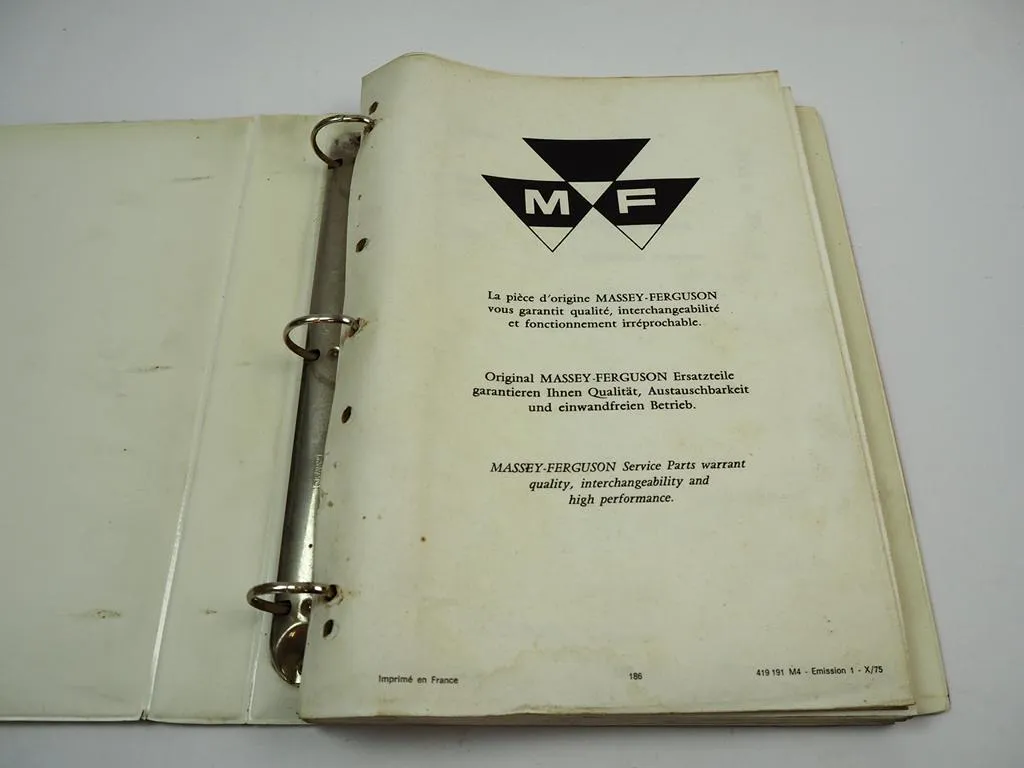 M F
La pièce d'origine MASSEY-FERGUSON
vous garantit qualité, interchangeabilité
et fonctionnement irréprochable.
Original MASSEY-FERGUSON Ersatzteile
garantieren Ihnen Qualität, Austauschbarkeit
und einwandfreien Betrieb.
MASSEY-FERGUSON Service Parts warrant
quality, interchangeability and
high performance.
Imprimé en France 186 419 191 M4 - Emission 1 - X/75